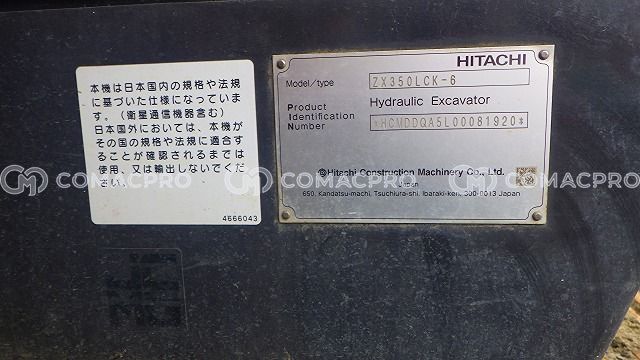 本機は日本国内の規格や法規
に基づいた仕様になっていま
す。(衛星通信機器含む)
日本国外においては、本機が
その国の規格や法規に適合す
ることが確認されるまでは
使用、又は輸出しないでくだ
さい。
4666043
HITACHI
Model/type ZX350LCK-6
Product Hydraulic Excavator
Identification
Number *HCMDDQA5L00081920*
©Hitachi Construction Machinery Co., Ltd.
Japan
650, Kandatsu-machi, Tsuchiura-shi, Ibaraki-ken, 300-0013 Japan
COMACPRO COMACPRO COMACPRO